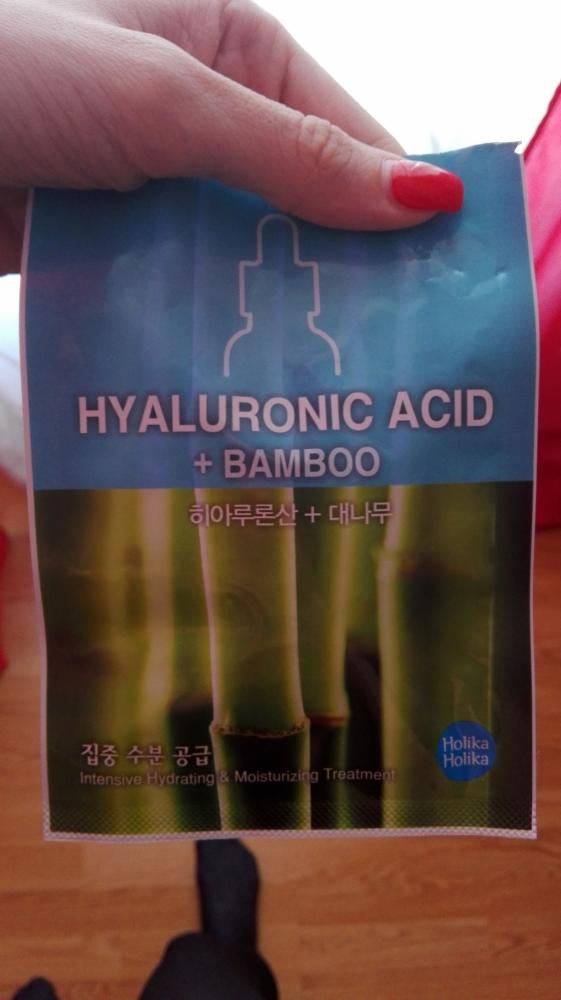 HYALURONIC ACID
+ BAMBOO
히아루론산 + 대나무
집중 수분 공급
Intensive Hydrating & Moisturizing Treatment
Holika
Holika